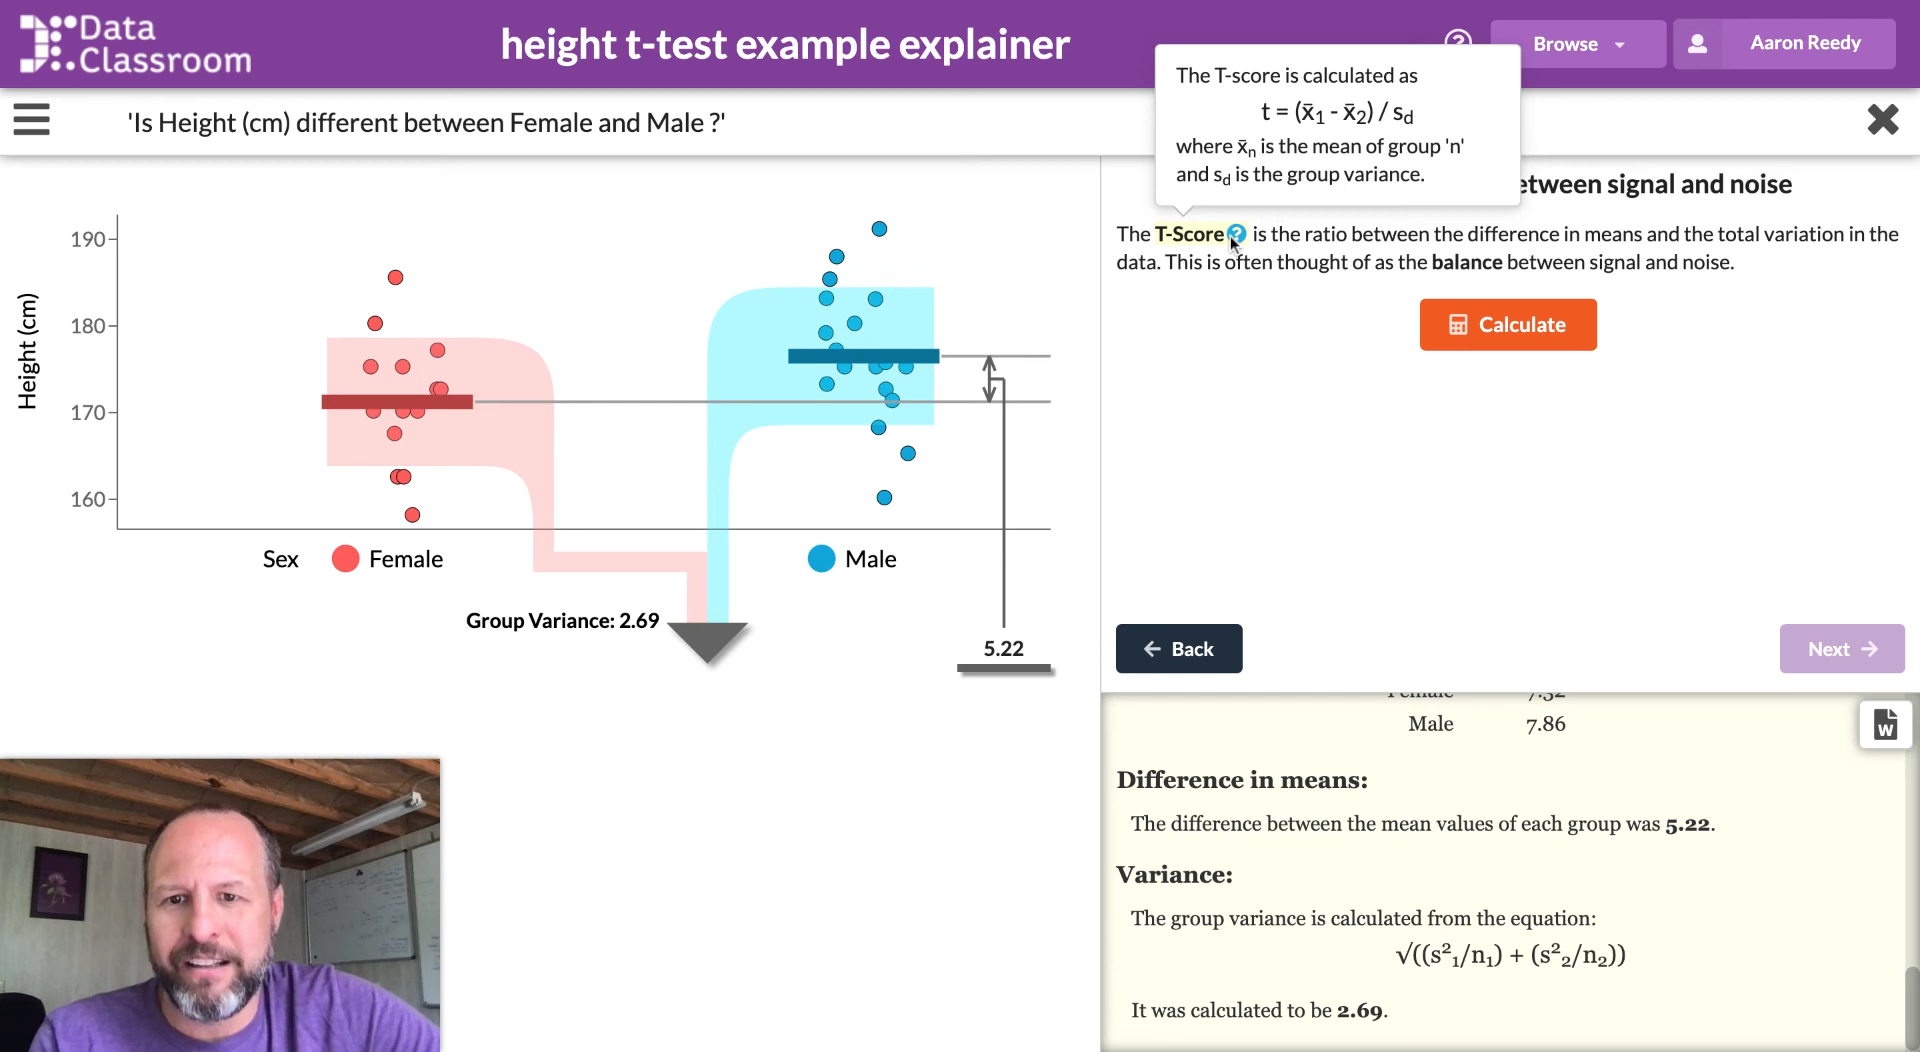 Data
Classroom
height t-test example explainer
?
Browse
Aaron Reedy
'Is Height (cm) different between Female and Male ?'
The T-score is calculated as
t = (x̄₁ - x̄₂) / s_d
where x̄ₙ is the mean of group 'n'
and s_d is the group variance.
etween signal and noise
The T-Score ? is the ratio between the difference in means and the total variation in the
data. This is often thought of as the balance between signal and noise.
Calculate
Height (cm)
190
180
170
160
Sex
Female
Male
Group Variance: 2.69
5.22
Back
Next
Female 7.52
Male 7.86
W
Difference in means:
The difference between the mean values of each group was 5.22.
Variance:
The group variance is calculated from the equation:
√((s²₁/n₁) + (s²₂/n₂))
It was calculated to be 2.69.